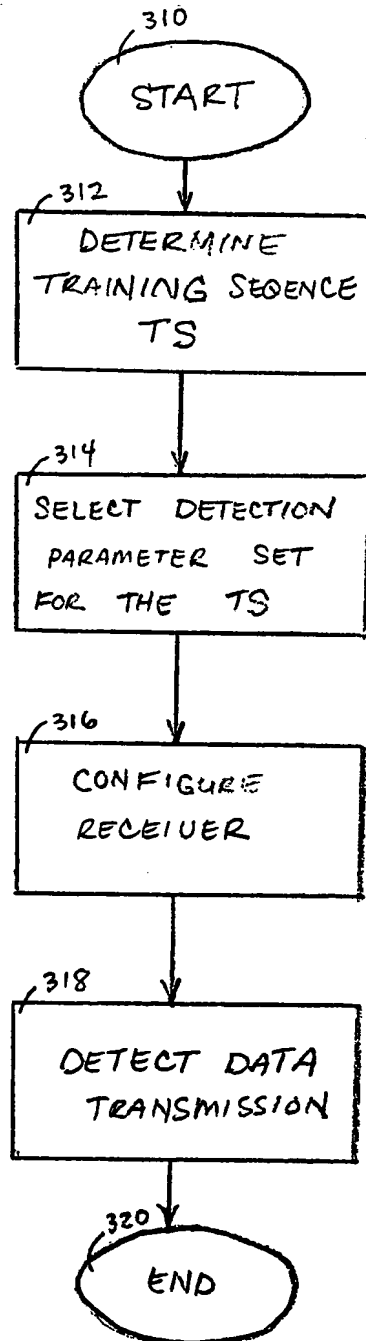 310
START
312
DETERMINE
TRAINING SEQENCE
TS
314
SELECT DETECTION
PARAMETER SET
FOR THE TS
316
CONFIGURE
RECEIVER
318
DETECT DATA
TRANSMISSION
320
END